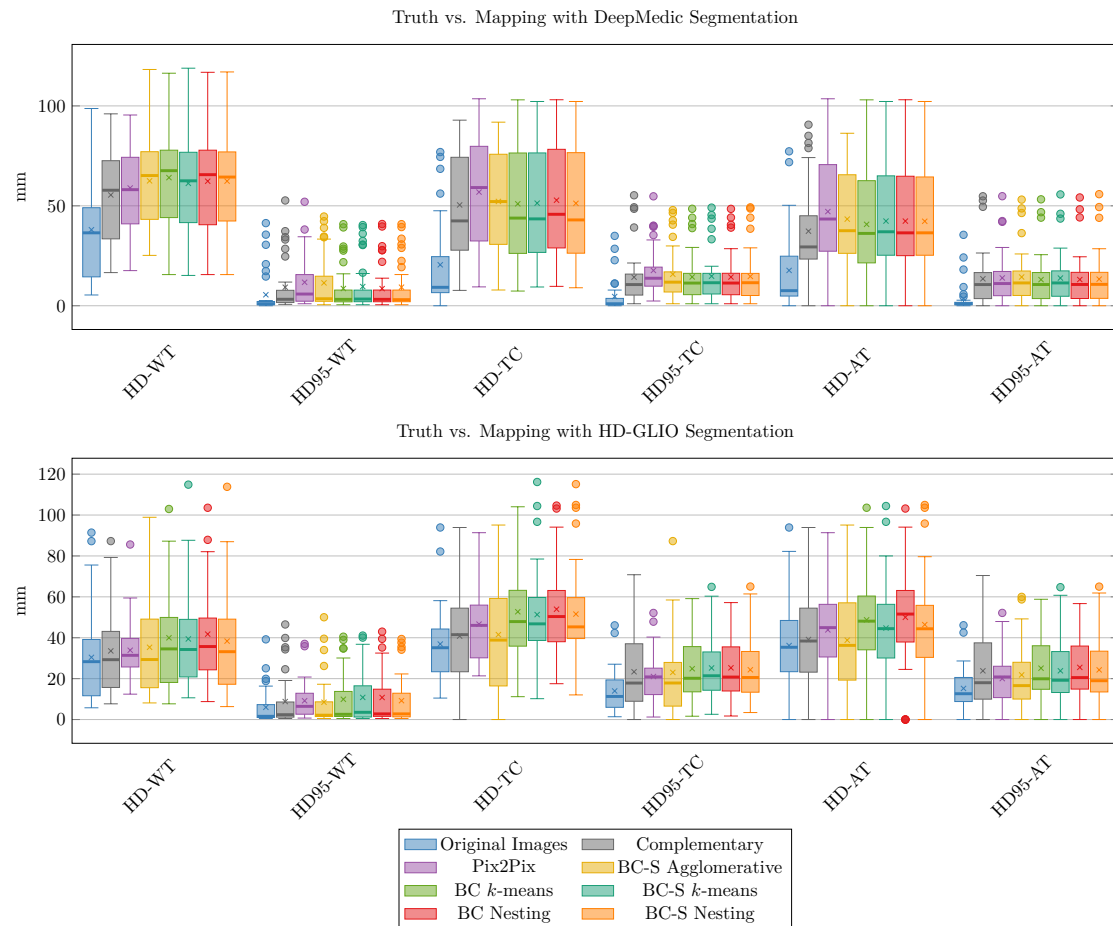 Truth vs. Mapping with DeepMedic Segmentation
100
50
0
mm
HD-WT
HD95-WT
HD-TC
HD95-TC
HD-AT
HD95-AT
Truth vs. Mapping with HD-GLIO Segmentation
120
100
80
60
40
20
0
mm
HD-WT
HD95-WT
HD-TC
HD95-TC
HD-AT
HD95-AT
Original Images Complementary
Pix2Pix BC-S Agglomerative
BC k-means BC-S k-means
BC Nesting BC-S Nesting